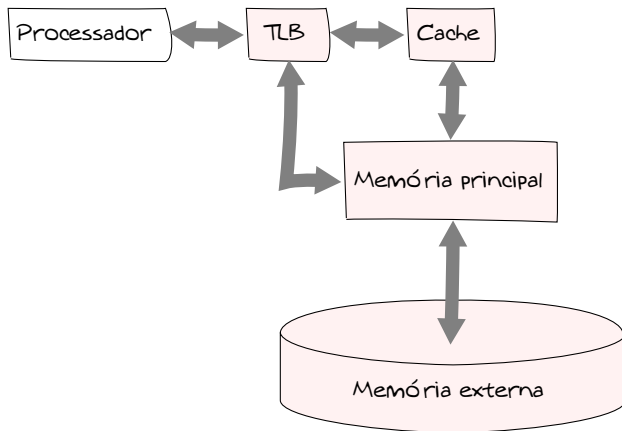 Processador
TLB
Cache
Memória principal
Memória externa